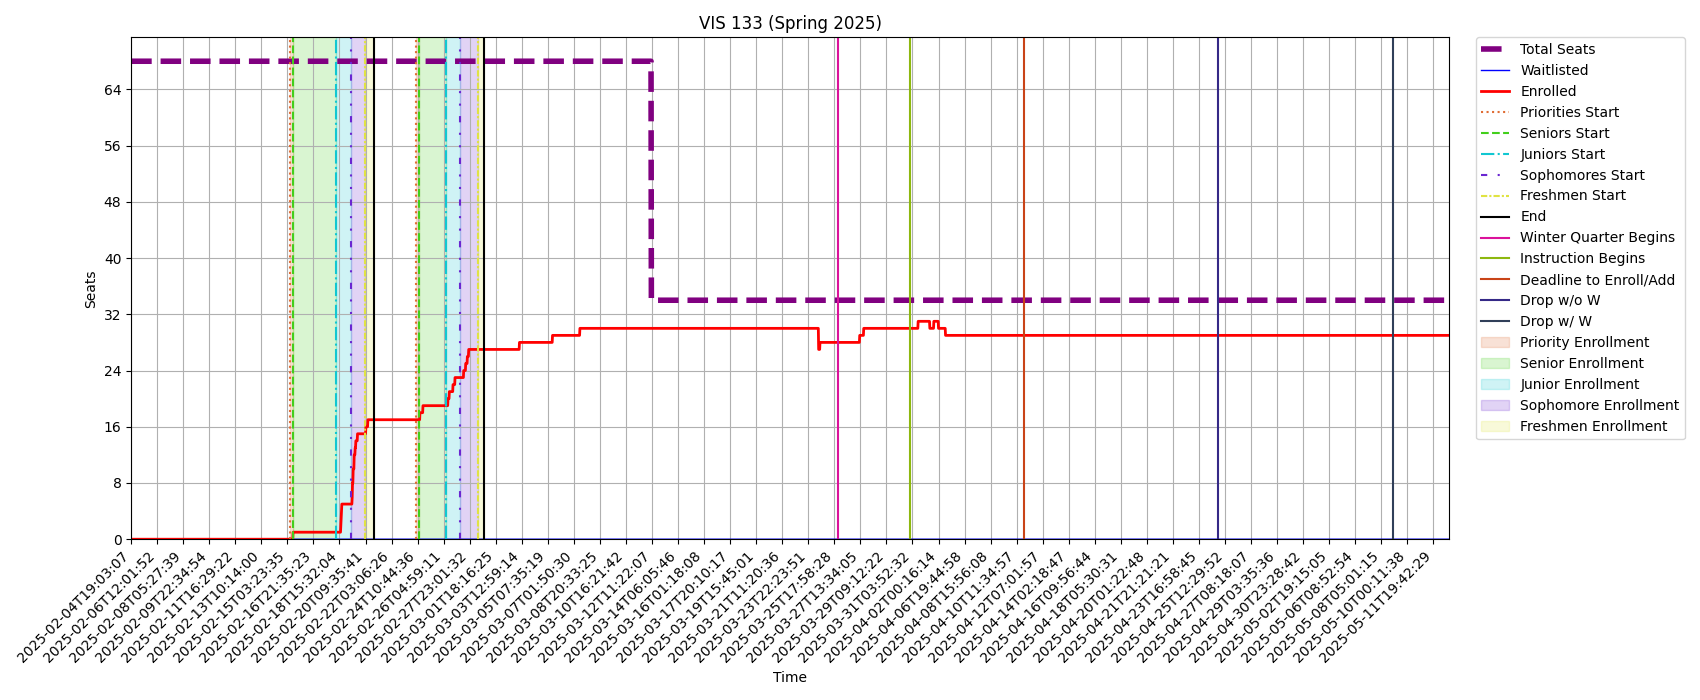 VIS 133 (Spring 2025)
Total Seats
Waitlisted
Enrolled
Priorities Start
Seniors Start
Juniors Start
Sophomores Start
Freshmen Start
End
Winter Quarter Begins
Instruction Begins
Deadline to Enroll/Add
Drop w/o W
Drop w/ W
Priority Enrollment
Senior Enrollment
Junior Enrollment
Sophomore Enrollment
Freshmen Enrollment
Seats
64
56
48
40
32
24
16
8
0
2025-02-04T19:03:07
2025-02-06T12:01:52
2025-02-08T05:27:39
2025-02-09T22:34:54
2025-02-11T16:29:22
2025-02-13T10:14:00
2025-02-15T03:23:35
2025-02-16T21:35:23
2025-02-18T15:32:04
2025-02-20T09:35:41
2025-02-22T03:06:26
2025-02-24T10:44:36
2025-02-26T04:59:11
2025-02-27T23:01:32
2025-03-01T18:16:25
2025-03-03T12:59:14
2025-03-05T07:35:19
2025-03-07T01:50:30
2025-03-08T20:33:25
2025-03-10T16:21:42
2025-03-12T11:22:07
2025-03-14T06:05:46
2025-03-16T01:18:08
2025-03-17T20:10:17
2025-03-19T15:45:01
2025-03-21T11:20:36
2025-03-23T22:23:51
2025-03-25T17:58:28
2025-03-27T13:34:05
2025-03-29T09:12:22
2025-03-31T03:52:32
2025-04-02T00:16:14
2025-04-06T19:44:58
2025-04-08T15:56:08
2025-04-10T11:34:57
2025-04-12T07:01:57
2025-04-14T02:18:47
2025-04-16T09:56:44
2025-04-18T05:30:31
2025-04-20T01:22:48
2025-04-21T21:21:21
2025-04-23T16:58:45
2025-04-25T12:29:52
2025-04-27T08:18:07
2025-04-29T03:35:36
2025-04-30T23:28:42
2025-05-02T19:15:05
2025-05-06T08:52:54
2025-05-08T05:01:15
2025-05-10T00:11:38
2025-05-11T19:42:29
Time